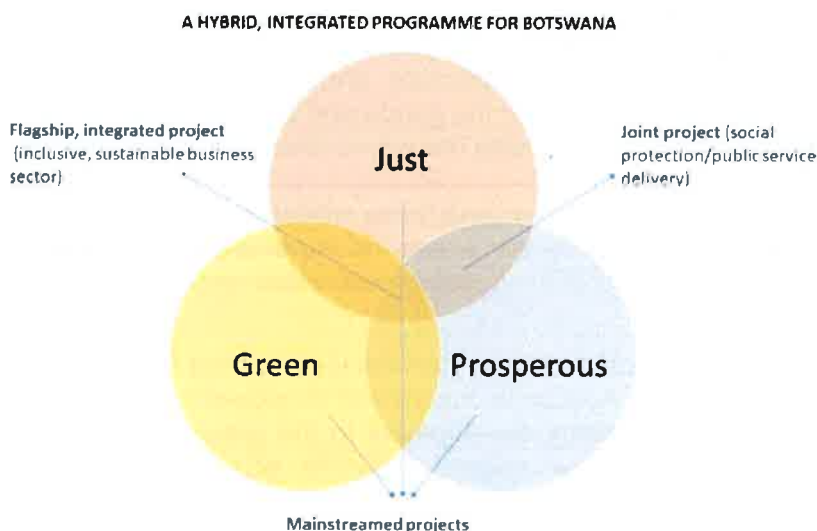 A HYBRID, INTEGRATED PROGRAMME FOR BOTSWANA
Flagship, integrated project
(inclusive, sustainable business
sector)
Just
Joint project (social
protection/public service
delivery)
Green
Prosperous
Mainstreamed projects